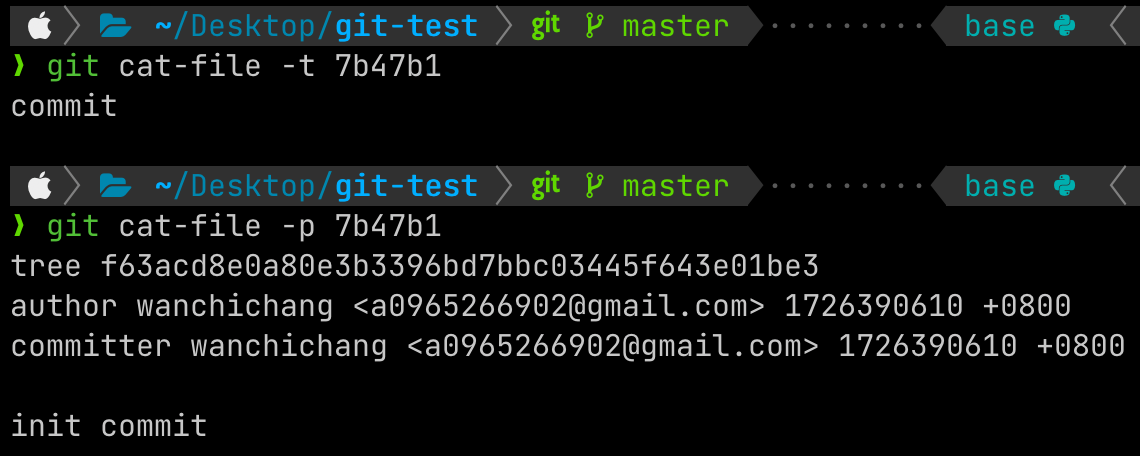 ~/Desktop/git-test git master ········· base
❯ git cat-file -t 7b47b1
commit
~/Desktop/git-test git master ········· base
❯ git cat-file -p 7b47b1
tree f63acd8e0a80e3b3396bd7bbc03445f643e01be3
author wanchichang <a0965266902@gmail.com> 1726390610 +0800
committer wanchichang <a0965266902@gmail.com> 1726390610 +0800
init commit